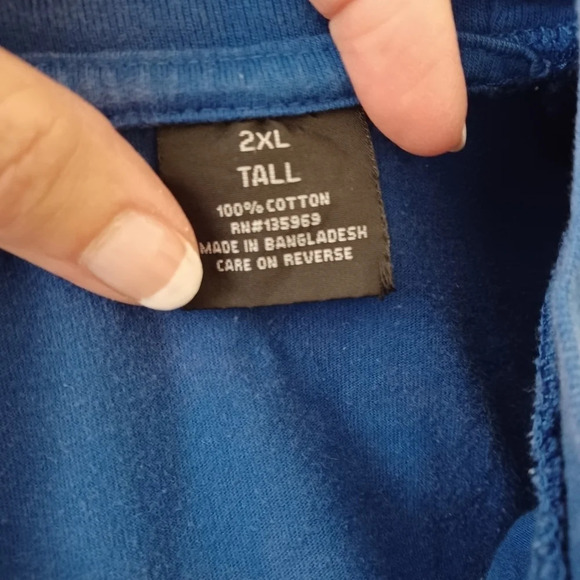 2XL
TALL
100% COTTON
RN#135969
MADE IN BANGLADESH
CARE ON REVERSE